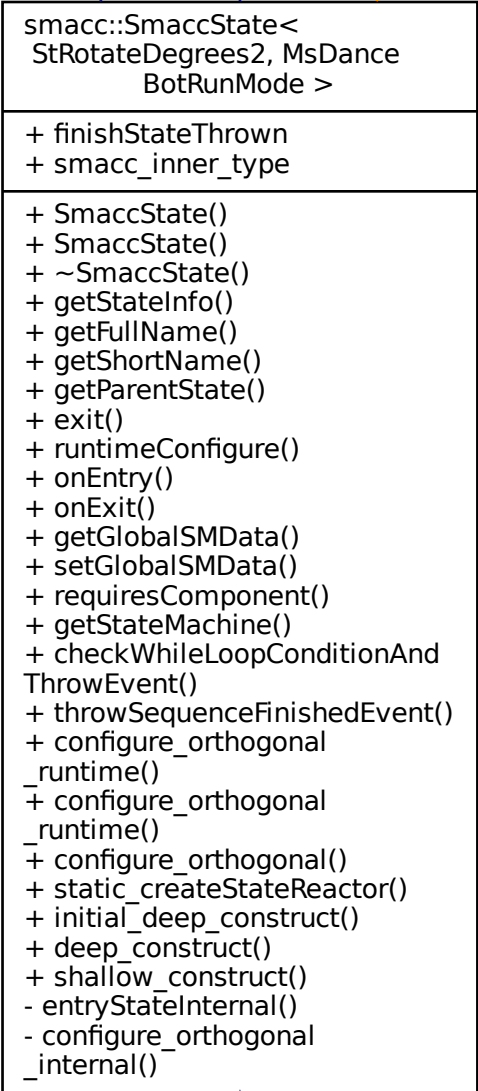 smacc::SmaccState<
StRotateDegrees2, MsDance
BotRunMode >
+ finishStateThrown
+ smacc_inner_type
+ SmaccState()
+ SmaccState()
+ ~SmaccState()
+ getStateInfo()
+ getFullName()
+ getShortName()
+ getParentState()
+ exit()
+ runtimeConfigure()
+ onEntry()
+ onExit()
+ getGlobalSMData()
+ setGlobalSMData()
+ requiresComponent()
+ getStateMachine()
+ checkWhileLoopConditionAnd
ThrowEvent()
+ throwSequenceFinishedEvent()
+ configure_orthogonal
_runtime()
+ configure_orthogonal
_runtime()
+ configure_orthogonal()
+ static_createStateReactor()
+ initial_deep_construct()
+ deep_construct()
+ shallow_construct()
- entryStateInternal()
- configure_orthogonal
_internal()